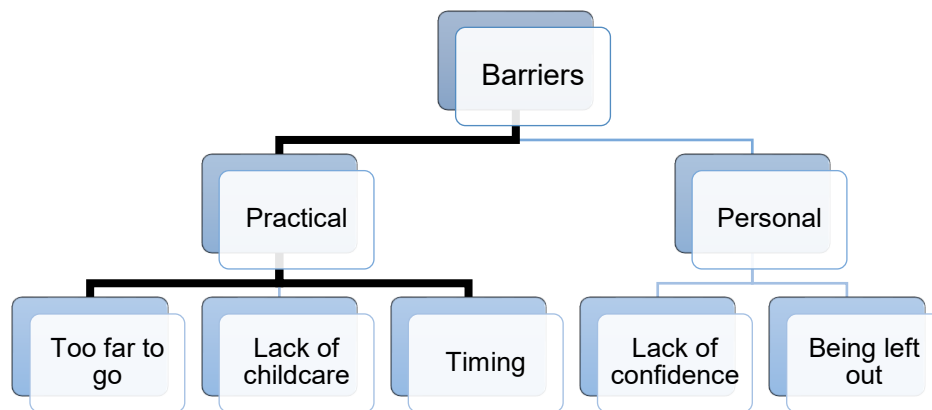 Barriers
Practical
Personal
Too far to
go
Lack of
childcare
Timing
Lack of
confidence
Being left
out